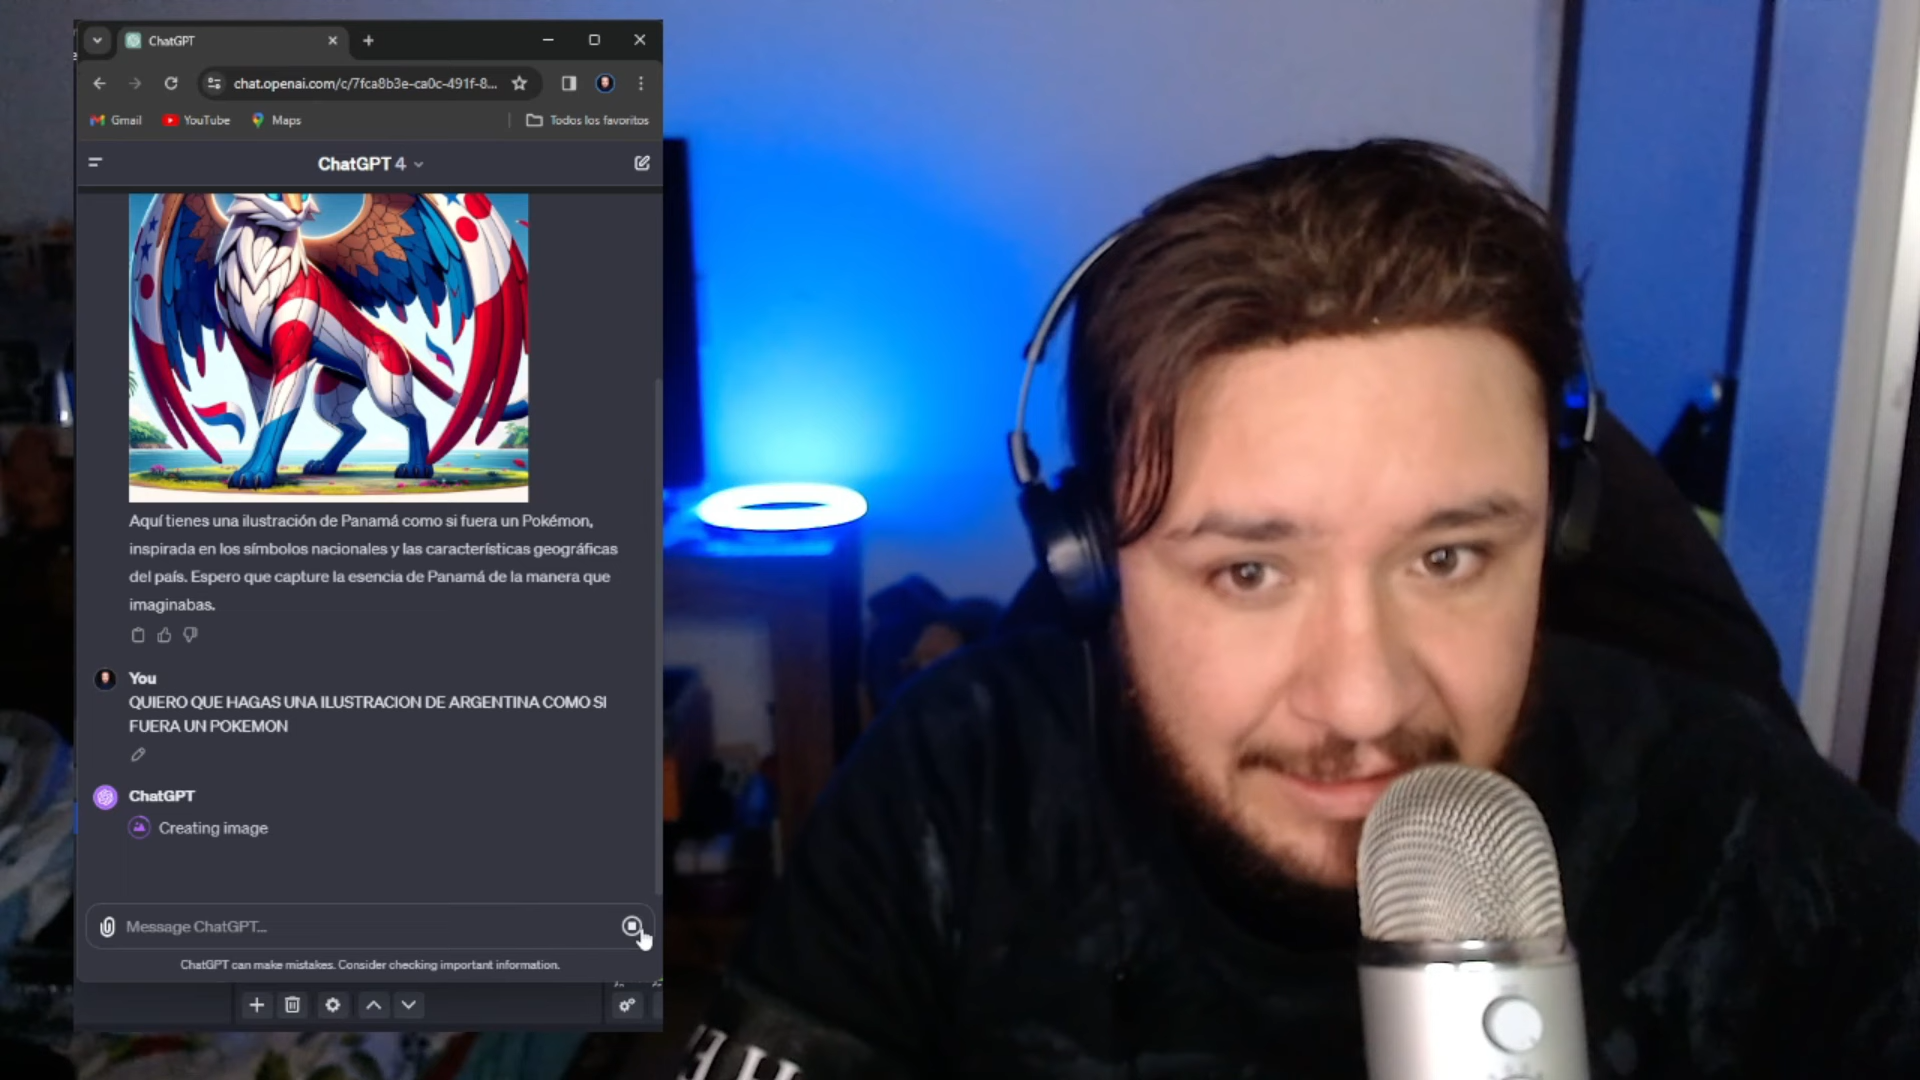 ChatGPT
chat.openai.com/c/7fca8b3e-ca0c-491f-8...
Gmail
YouTube
Maps
Todos los favoritos
ChatGPT 4
Aquí tienes una ilustración de Panamá como si fuera un Pokémon,
inspirada en los símbolos nacionales y las características geográficas
del país. Espero que capture la esencia de Panamá de la manera que
imaginabas.
You
QUIERO QUE HAGAS UNA ILUSTRACION DE ARGENTINA COMO SI
FUERA UN POKEMON
ChatGPT
Creating image
Message ChatGPT...
ChatGPT can make mistakes. Consider checking important information.